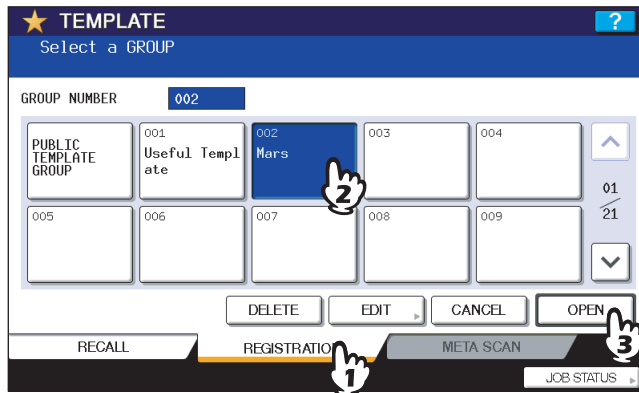 TEMPLATE
?
Select a GROUP
GROUP NUMBER 002
PUBLIC
TEMPLATE
GROUP
001
Useful Templ
ate
002
Mars
003
004
01
21
005
006
007
008
009
DELETE
EDIT
CANCEL
OPEN
RECALL
REGISTRATION
META SCAN
JOB STATUS
1
2
3